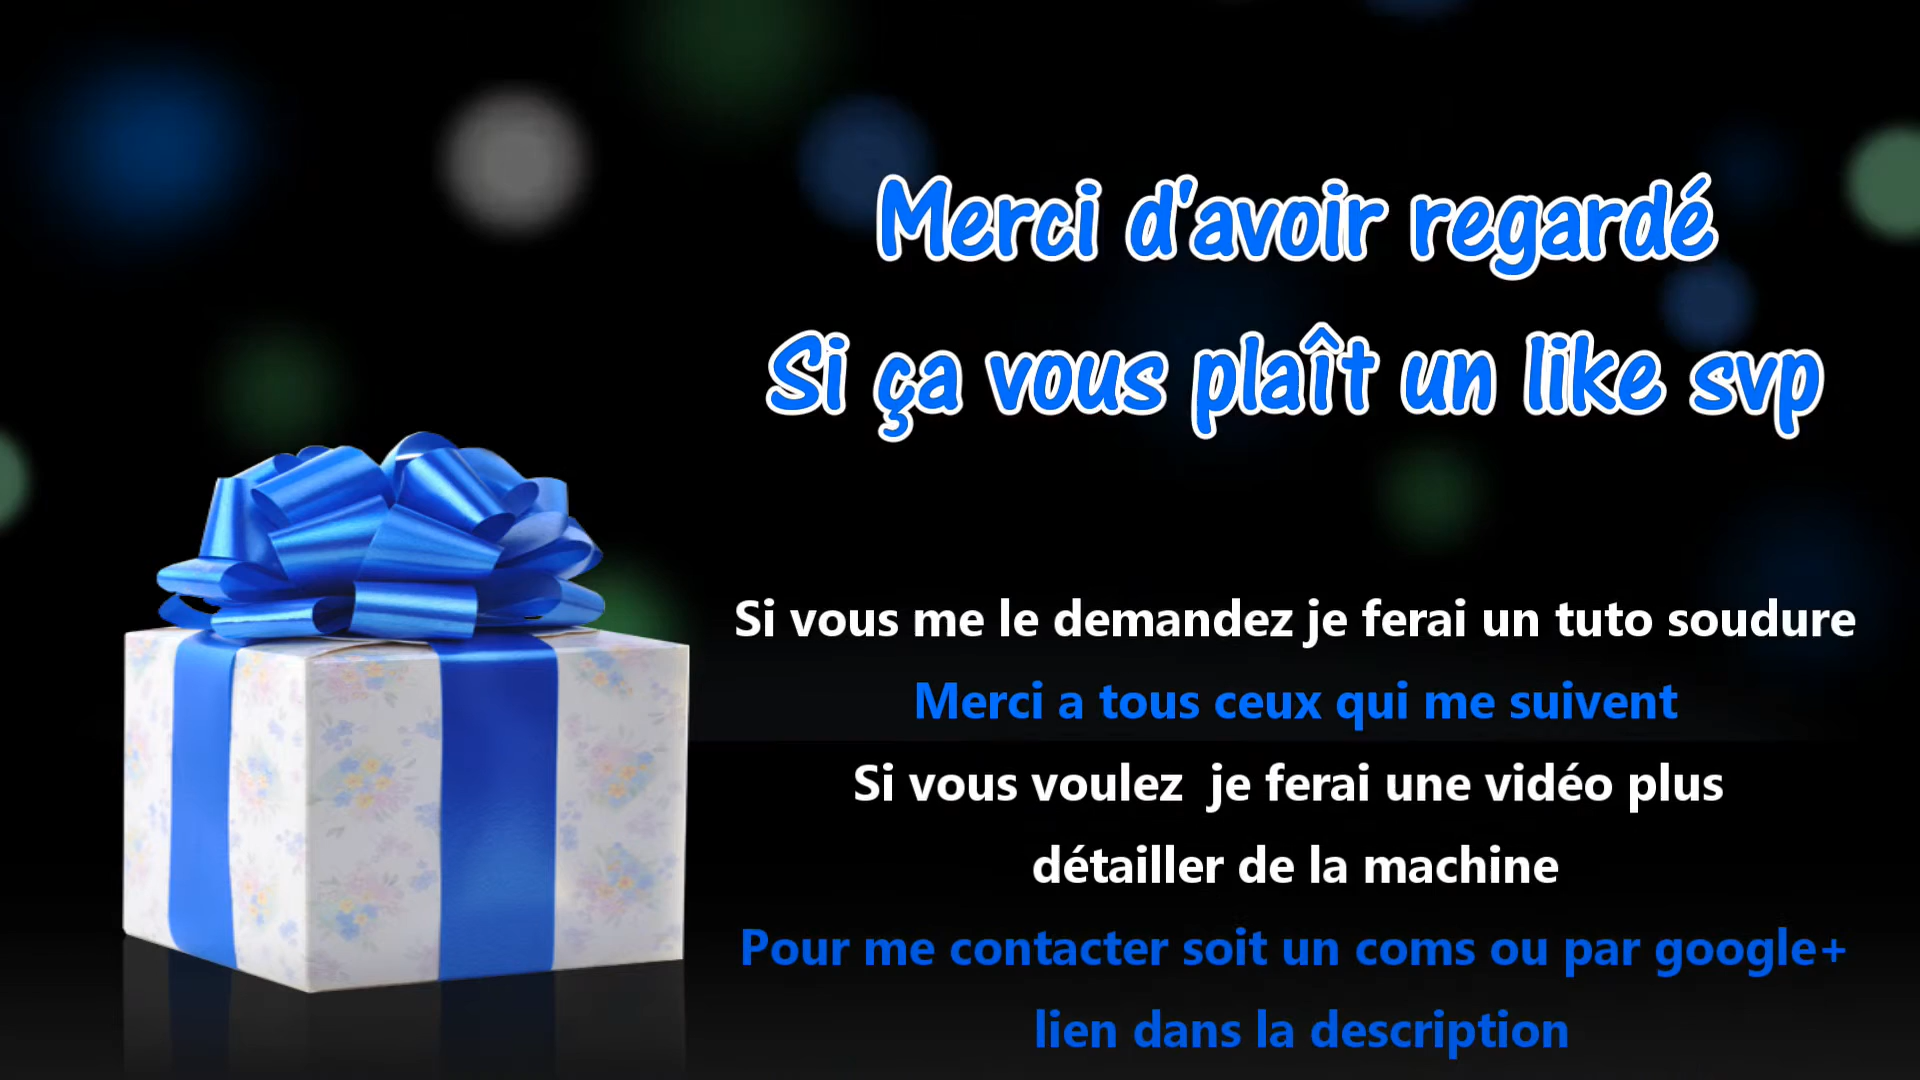 Merci d'avoir regardé
Si ça vous plaît un like svp
Si vous me le demandez je ferai un tuto soudure
Merci a tous ceux qui me suivent
Si vous voulez  je ferai une vidéo plus
détailler de la machine
Pour me contacter soit un coms ou par google+
lien dans la description